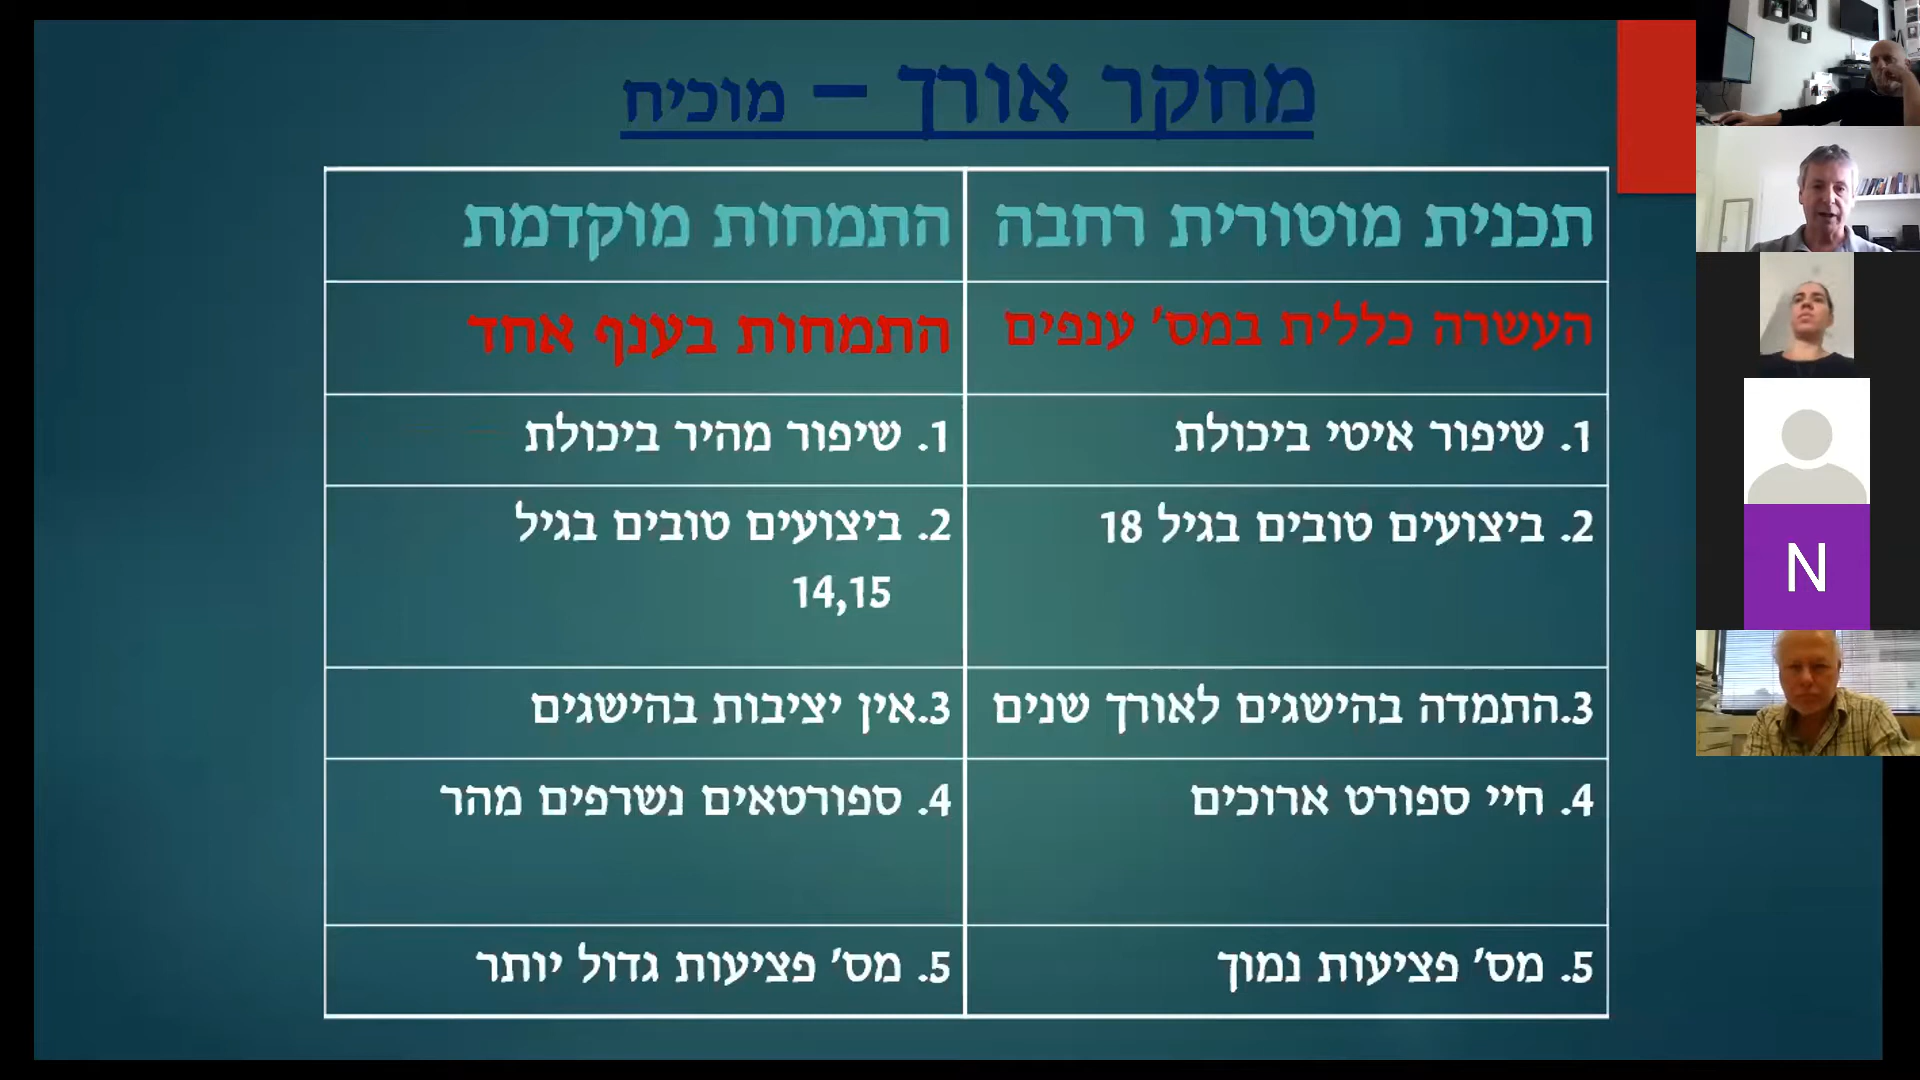 מחקר אורך – מוכיח
תכנית מוטורית רחבה
התמחות מוקדמת
העשרה כללית במס' ענפים
התמחות בענף אחד
1. שיפור איטי ביכולת
1. שיפור מהיר ביכולת
2. ביצועים טובים בגיל 18
2. ביצועים טובים בגיל
14,15
3.התמדה בהישגים לאורך שנים
3.אין יציבות בהישגים
4. חיי ספורט ארוכים
4. ספורטאים נשרפים מהר
5. מס' פציעות נמוך
5. מס' פציעות גדול יותר
N